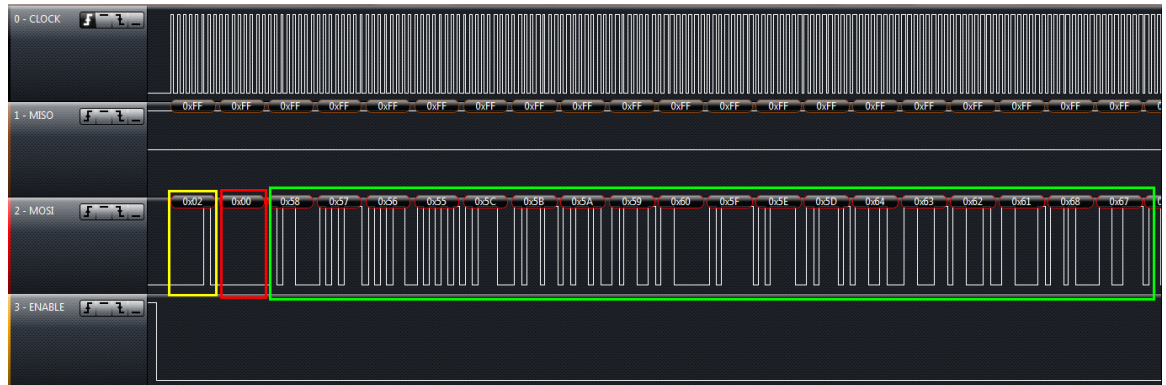 0 - CLOCK
0xFF 0xFF 0xFF 0xFF 0xFF 0xFF 0xFF 0xFF 0xFF 0xFF 0xFF 0xFF 0xFF 0xFF 0xFF 0xFF 0xFF 0xFF 0xFF 0xFF
1 - MISO
0x02 0x00 0x58 0x57 0x56 0x55 0x5C 0x5B 0x5A 0x59 0x60 0x5F 0x5E 0x5D 0x64 0x63 0x62 0x61 0x68 0x67
2 - MOSI
3 - ENABLE